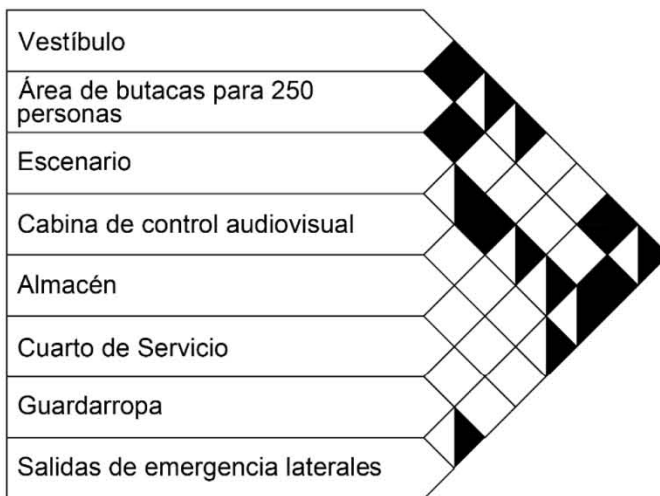 Vestíbulo
Área de butacas para 250
personas
Escenario
Cabina de control audiovisual
Almacén
Cuarto de Servicio
Guardarropa
Salidas de emergencia laterales